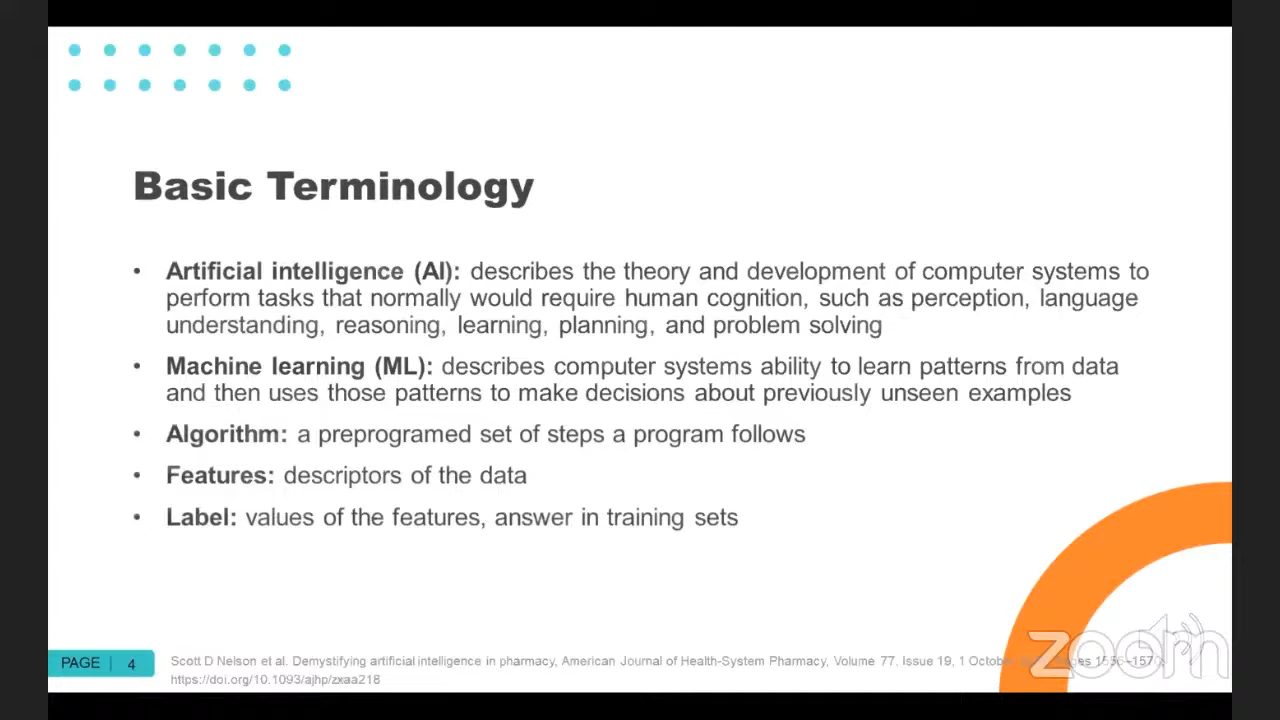 Basic Terminology
• Artificial intelligence (AI): describes the theory and development of computer systems to
perform tasks that normally would require human cognition, such as perception, language
understanding, reasoning, learning, planning, and problem solving
• Machine learning (ML): describes computer systems ability to learn patterns from data
and then uses those patterns to make decisions about previously unseen examples
• Algorithm: a preprogramed set of steps a program follows
• Features: descriptors of the data
• Label: values of the features, answer in training sets
PAGE | 4
Scott D Nelson et al. Demystifying artificial intelligence in pharmacy, American Journal of Health-System Pharmacy, Volume 77, Issue 19, 1 October
https://doi.org/10.1093/ajhp/zxaa218
zoom